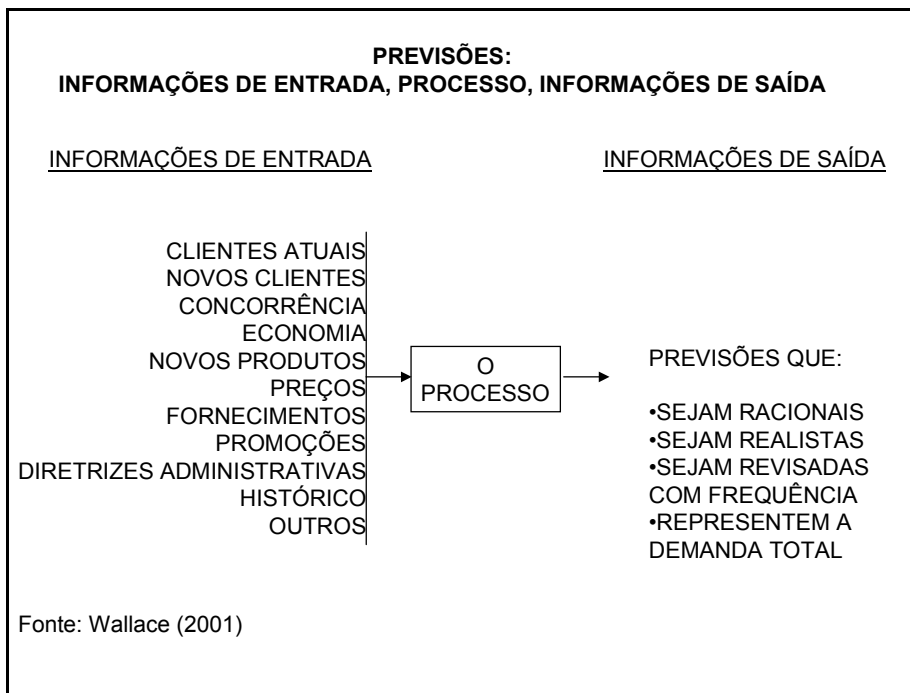 PREVISÕES:
INFORMAÇÕES DE ENTRADA, PROCESSO, INFORMAÇÕES DE SAÍDA
INFORMAÇÕES DE ENTRADA
INFORMAÇÕES DE SAÍDA
CLIENTES ATUAIS
NOVOS CLIENTES
CONCORRÊNCIA
ECONOMIA
NOVOS PRODUTOS
PREÇOS
FORNECIMENTOS
PROMOÇÕES
DIRETRIZES ADMINISTRATIVAS
HISTÓRICO
OUTROS
O
PROCESSO
PREVISÕES QUE:
•SEJAM RACIONAIS
•SEJAM REALISTAS
•SEJAM REVISADAS
COM FREQUÊNCIA
•REPRESENTEM A
DEMANDA TOTAL
Fonte: Wallace (2001)